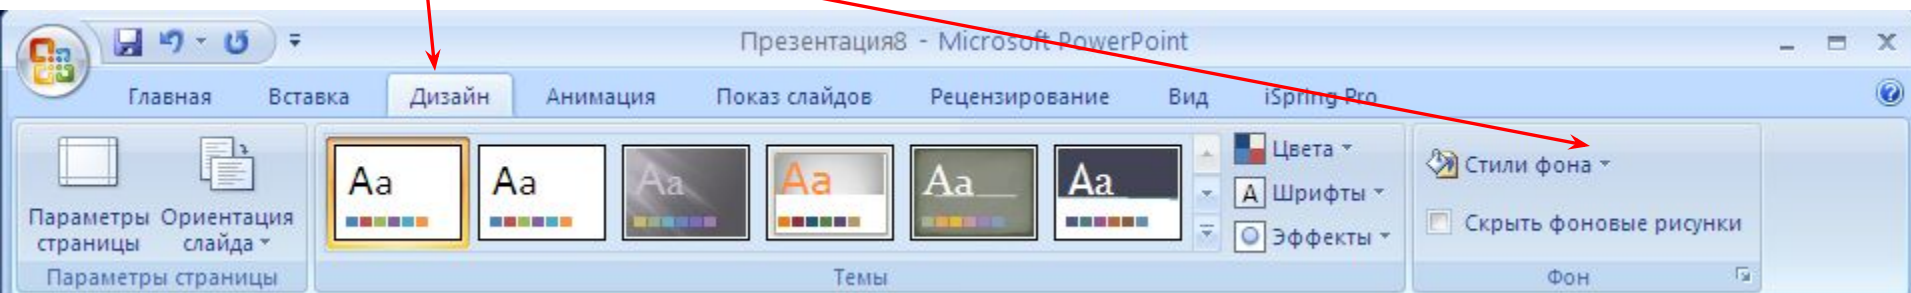 Презентация8 - Microsoft PowerPoint
Главная Вставка Дизайн Анимация Показ слайдов Рецензирование Вид iSpring Pro
Параметры страницы
Ориентация слайда
Параметры страницы
Aa Aa Aa Aa Aa Aa
Темы
Цвета
A Шрифты
Эффекты
Стили фона
Скрыть фоновые рисунки
Фон